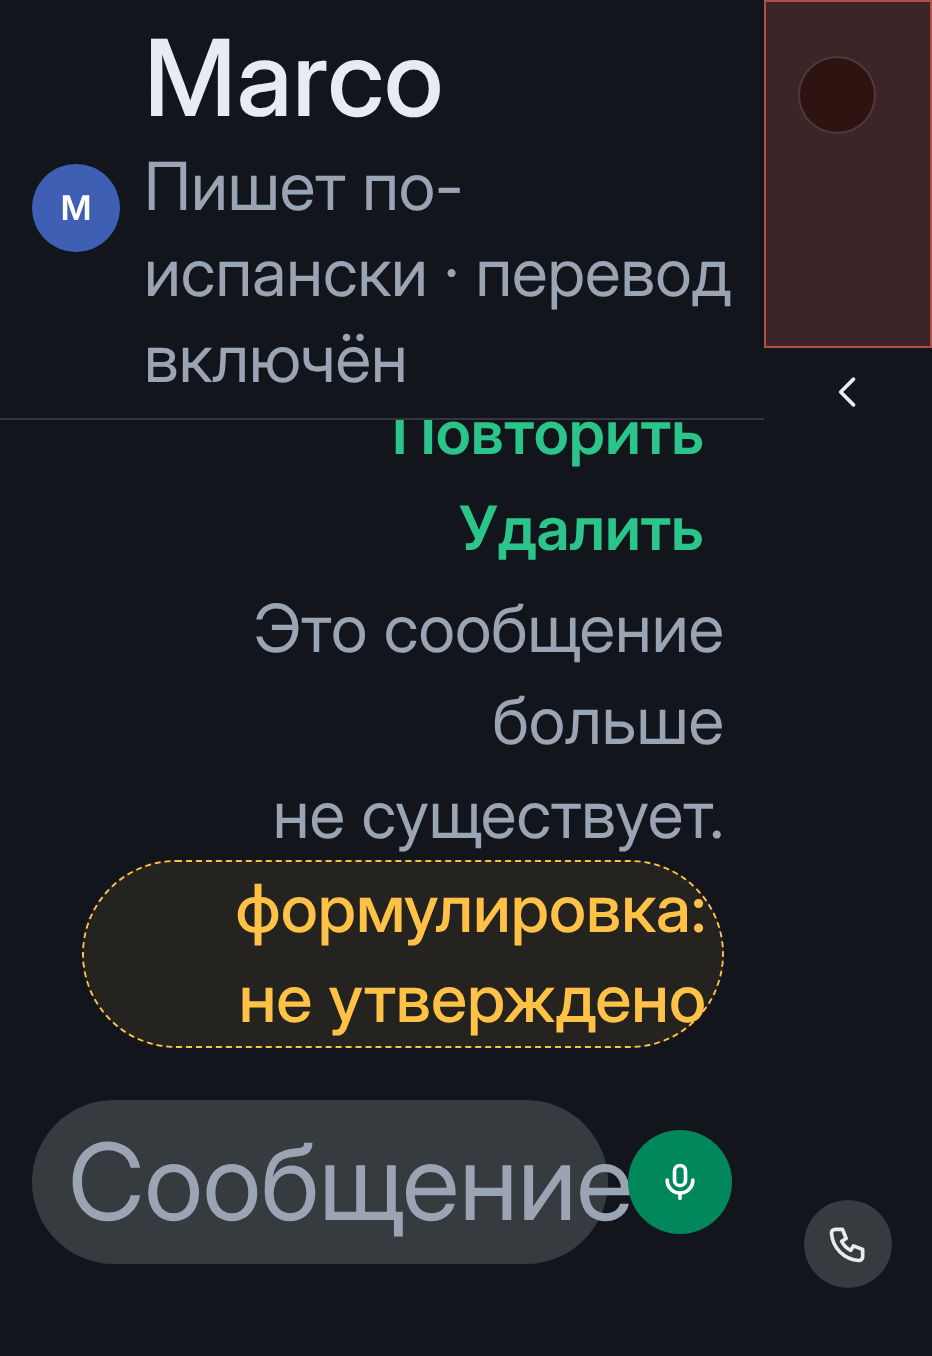 Marco
M
Пишет по-
испански · перевод
включён
Повторить
Удалить
Это сообщение
больше
не существует.
формулировка:
не утверждено
Сообщение